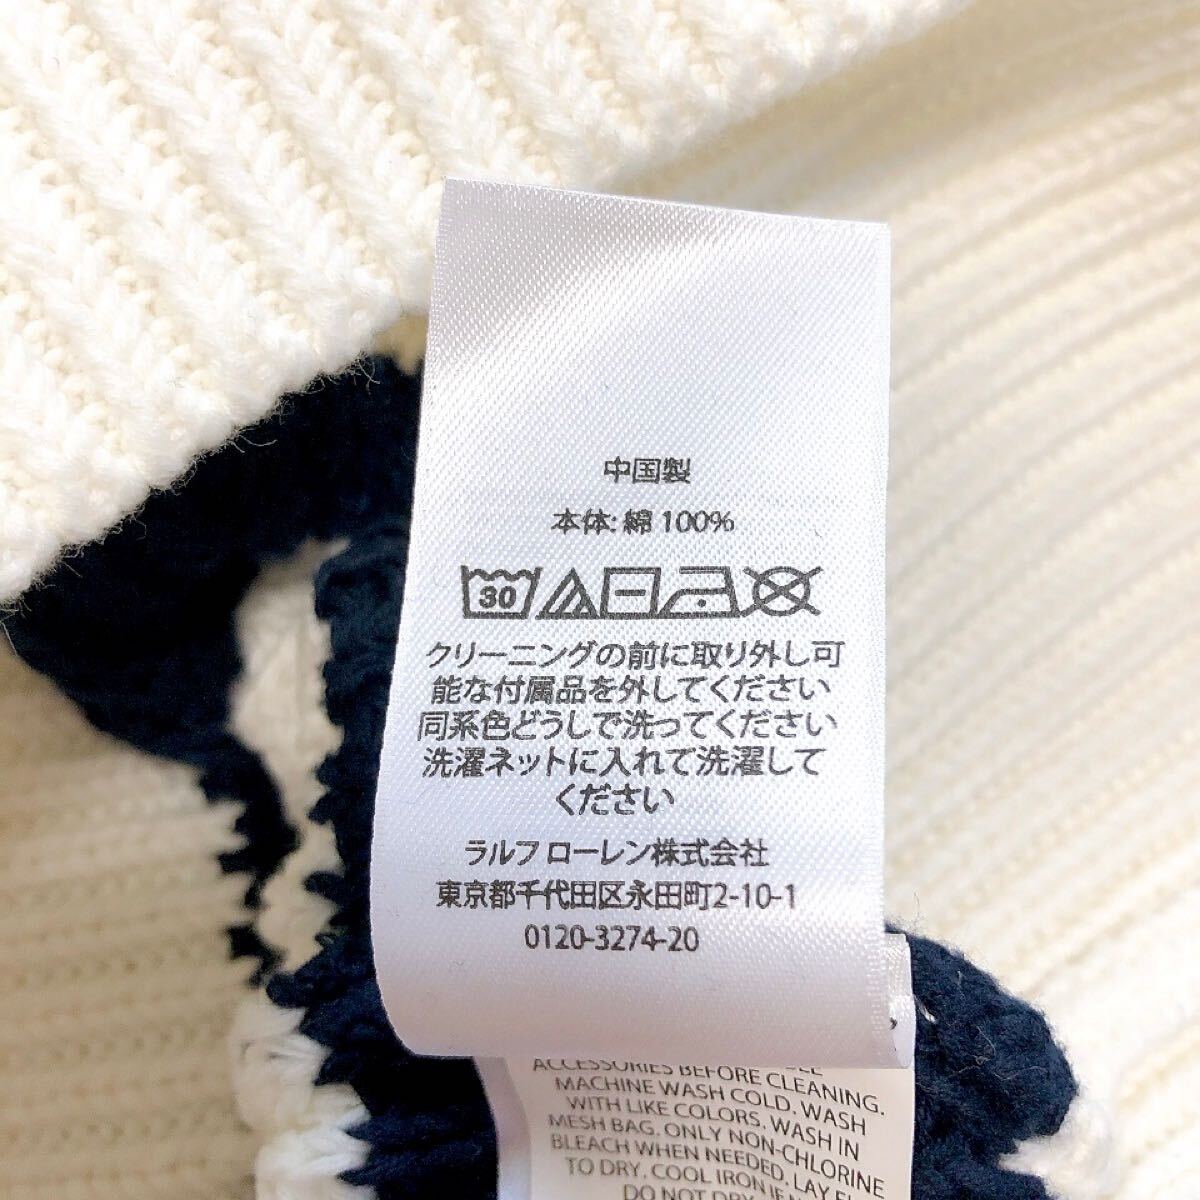 中国製
本体: 綿 100%
30
クリーニングの前に取り外し可
能な付属品を外してください
同系色どうしで洗ってください
洗濯ネットに入れて洗濯して
ください
ラルフ ローレン株式会社
東京都千代田区永田町2-10-1
0120-3274-20
ACCESSORIES BEFORE CLEANING.
MACHINE WASH COLD. WASH
WITH LIKE COLORS. WASH IN
MESH BAG. ONLY NON-CHLORINE
BLEACH WHEN NEEDED. LAY
TO DRY. COOL IRON IF
DO NOT DRY